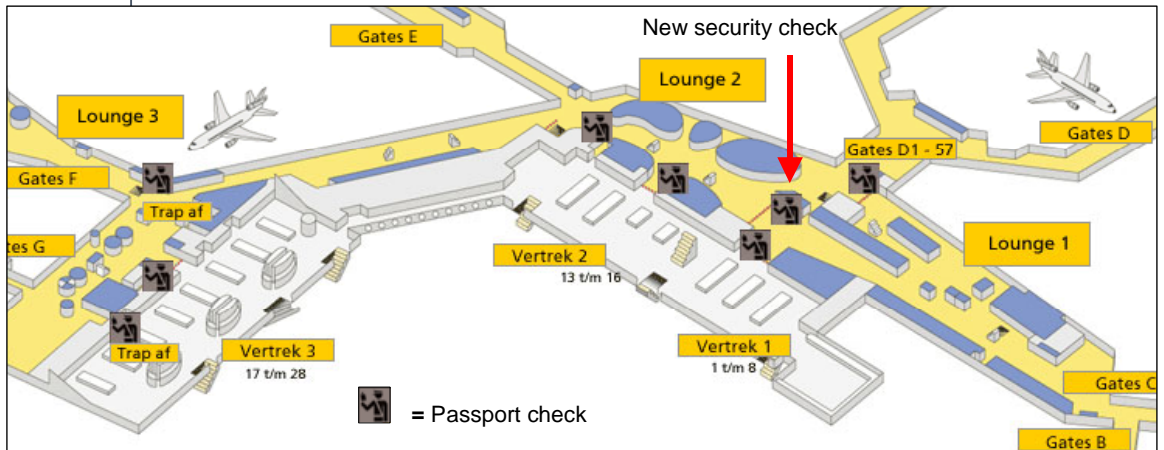 New security check
Gates E
Lounge 2
Lounge 3
Gates D
Gates D1 - 57
Gates F
Trap af
Gates G
Lounge 1
Vertrek 2
13 t/m 16
Vertrek 1
1 t/m 8
Trap af
Vertrek 3
17 t/m 28
Gates C
= Passport check
Gates B